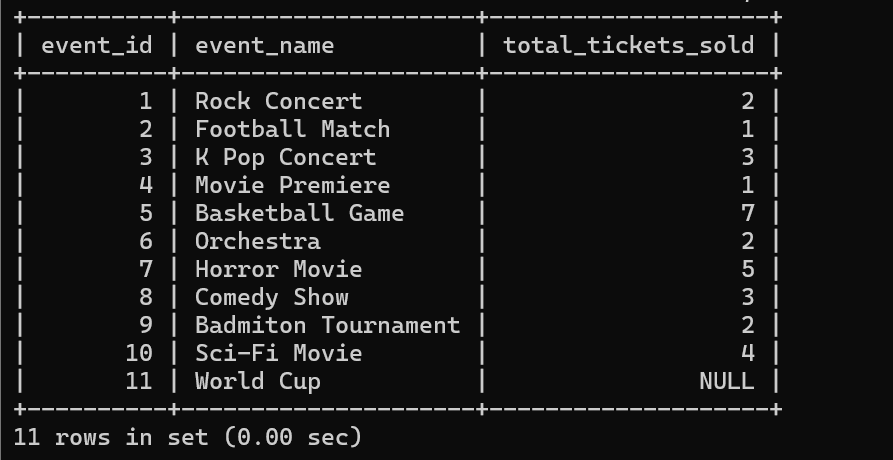 +----------+---------------------+--------------------+
| event_id | event_name          | total_tickets_sold |
+----------+---------------------+--------------------+
|        1 | Rock Concert        |                  2 |
|        2 | Football Match      |                  1 |
|        3 | K Pop Concert       |                  3 |
|        4 | Movie Premiere      |                  1 |
|        5 | Basketball Game     |                  7 |
|        6 | Orchestra           |                  2 |
|        7 | Horror Movie        |                  5 |
|        8 | Comedy Show         |                  3 |
|        9 | Badmiton Tournament |                  2 |
|       10 | Sci-Fi Movie        |                  4 |
|       11 | World Cup           |               NULL |
+----------+---------------------+--------------------+
11 rows in set (0.00 sec)